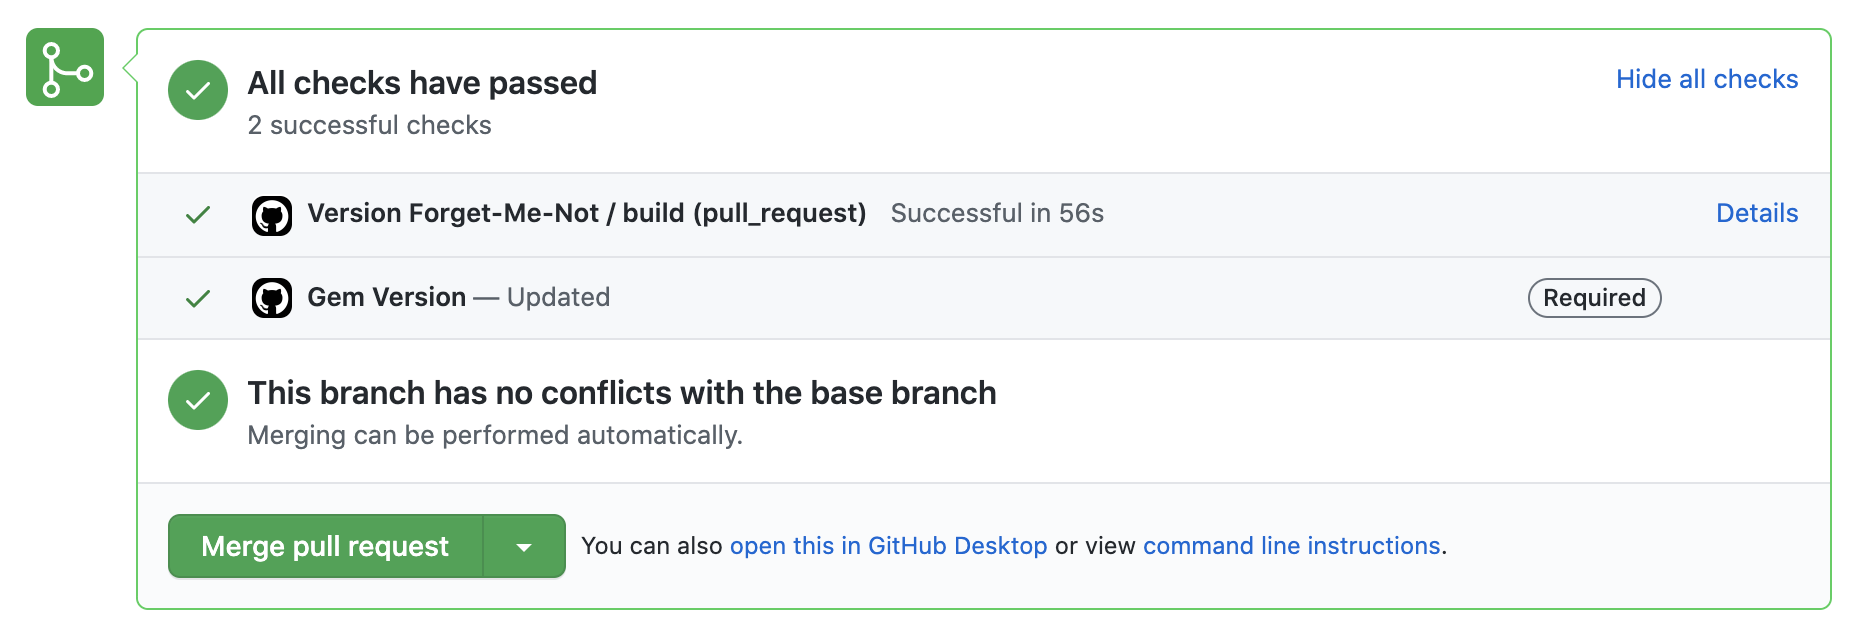 All checks have passed
Hide all checks
2 successful checks
Version Forget-Me-Not / build (pull_request) Successful in 56s Details
Gem Version — Updated Required
This branch has no conflicts with the base branch
Merging can be performed automatically.
Merge pull request You can also open this in GitHub Desktop or view command line instructions.